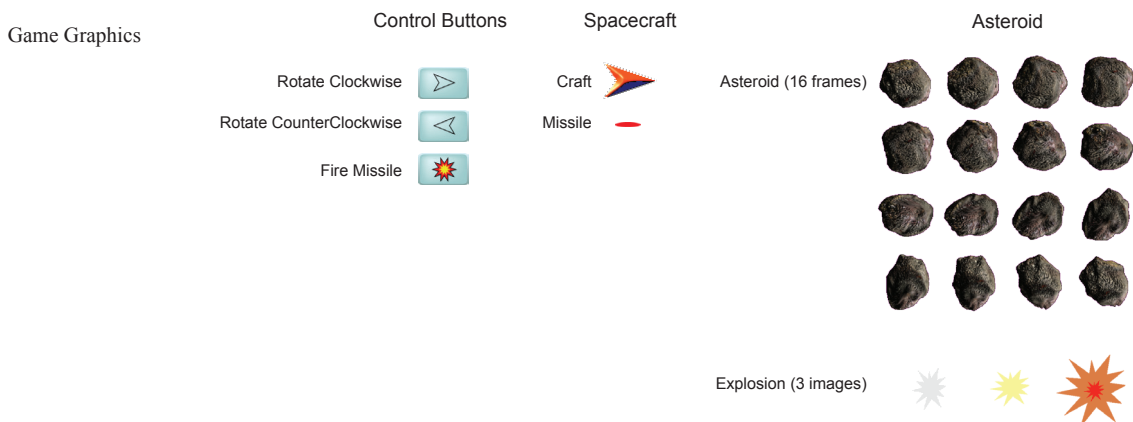 Game Graphics
Control Buttons
Rotate Clockwise
Rotate CounterClockwise
Fire Missile
Spacecraft
Craft
Missile
Asteroid
Asteroid (16 frames)
Explosion (3 images)